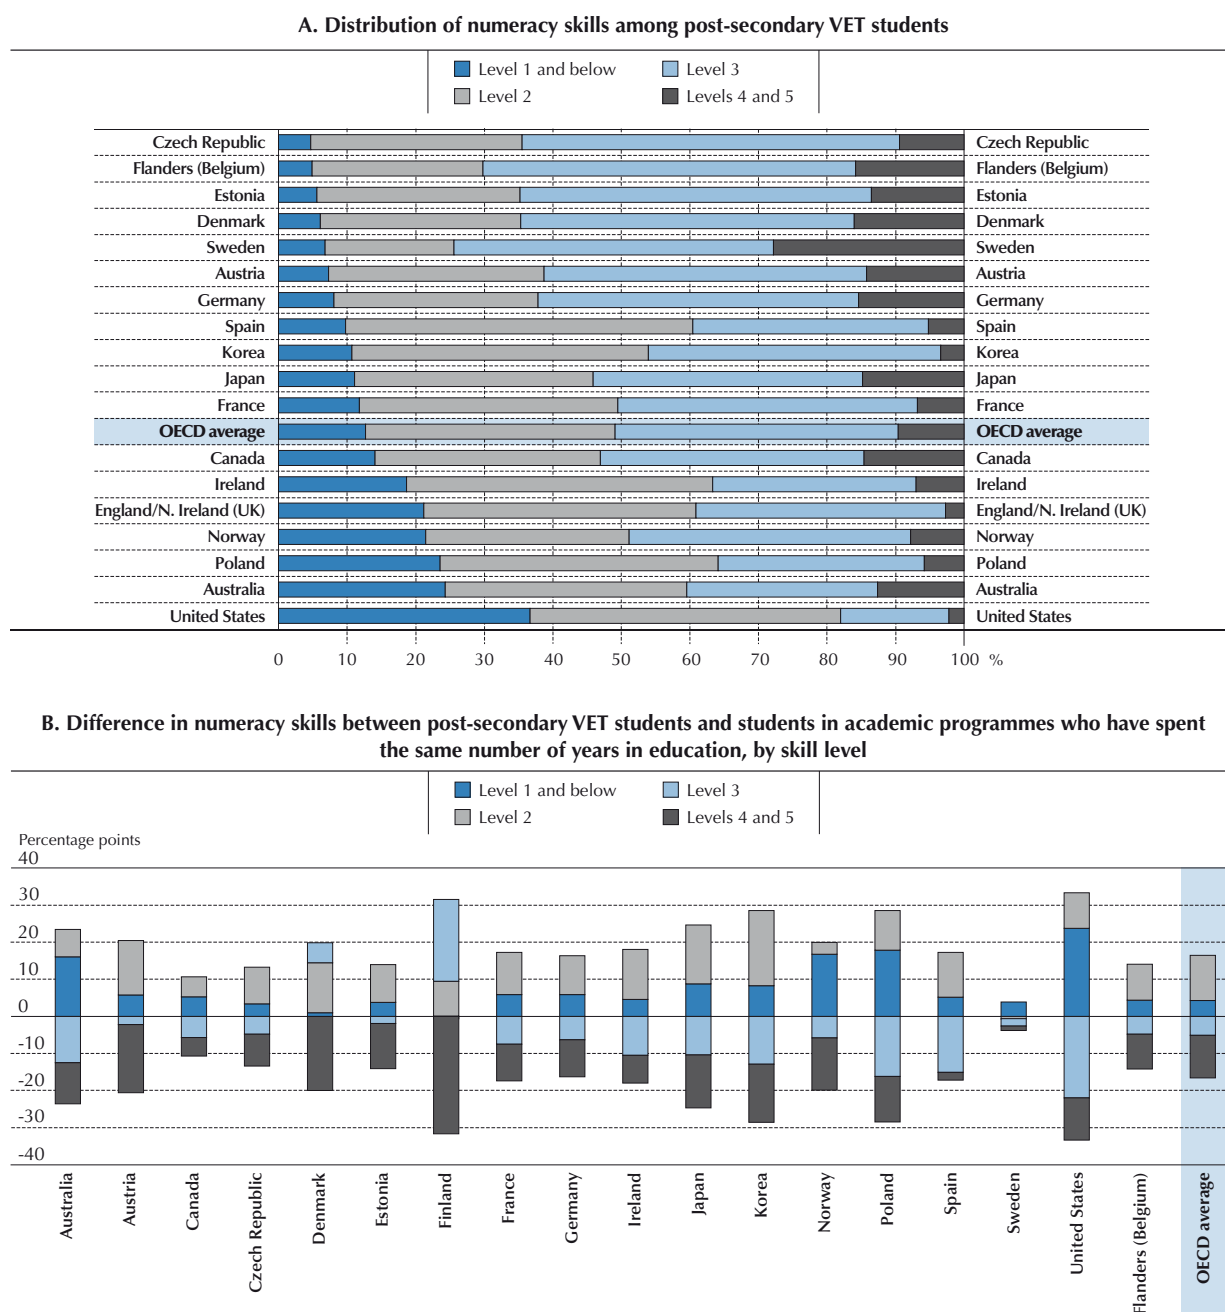 A. Distribution of numeracy skills among post-secondary VET students
Level 1 and below
Level 3
Level 2
Levels 4 and 5
Czech Republic Czech Republic
Flanders (Belgium) Flanders (Belgium)
Estonia Estonia
Denmark Denmark
Sweden Sweden
Austria Austria
Germany Germany
Spain Spain
Korea Korea
Japan Japan
France France
OECD average OECD average
Canada Canada
Ireland Ireland
England/N. Ireland (UK) England/N. Ireland (UK)
Norway Norway
Poland Poland
Australia Australia
United States United States
0 10 20 30 40 50 60 70 80 90 100 %
B. Difference in numeracy skills between post-secondary VET students and students in academic programmes who have spent
the same number of years in education, by skill level
Level 1 and below
Level 3
Level 2
Levels 4 and 5
Percentage points
40
30
20
10
0
-10
-20
-30
-40
Australia
Austria
Canada
Czech Republic
Denmark
Estonia
Finland
France
Germany
Ireland
Japan
Korea
Norway
Poland
Spain
Sweden
United States
Flanders (Belgium)
OECD average